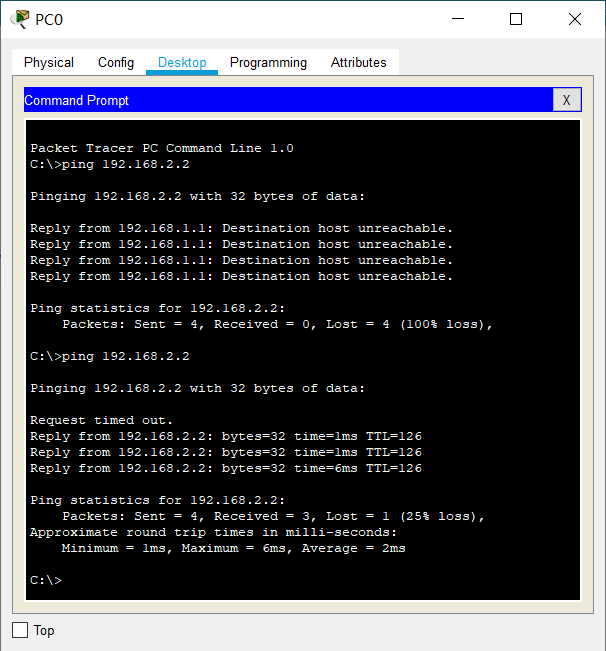 PC0
Physical Config Desktop Programming Attributes
Command Prompt X
Packet Tracer PC Command Line 1.0
C:\>ping 192.168.2.2
Pinging 192.168.2.2 with 32 bytes of data:
Reply from 192.168.1.1: Destination host unreachable.
Reply from 192.168.1.1: Destination host unreachable.
Reply from 192.168.1.1: Destination host unreachable.
Reply from 192.168.1.1: Destination host unreachable.
Ping statistics for 192.168.2.2:
    Packets: Sent = 4, Received = 0, Lost = 4 (100% loss),
C:\>ping 192.168.2.2
Pinging 192.168.2.2 with 32 bytes of data:
Request timed out.
Reply from 192.168.2.2: bytes=32 time=1ms TTL=126
Reply from 192.168.2.2: bytes=32 time=1ms TTL=126
Reply from 192.168.2.2: bytes=32 time=6ms TTL=126
Ping statistics for 192.168.2.2:
    Packets: Sent = 4, Received = 3, Lost = 1 (25% loss),
Approximate round trip times in milli-seconds:
    Minimum = 1ms, Maximum = 6ms, Average = 2ms
C:\>
Top